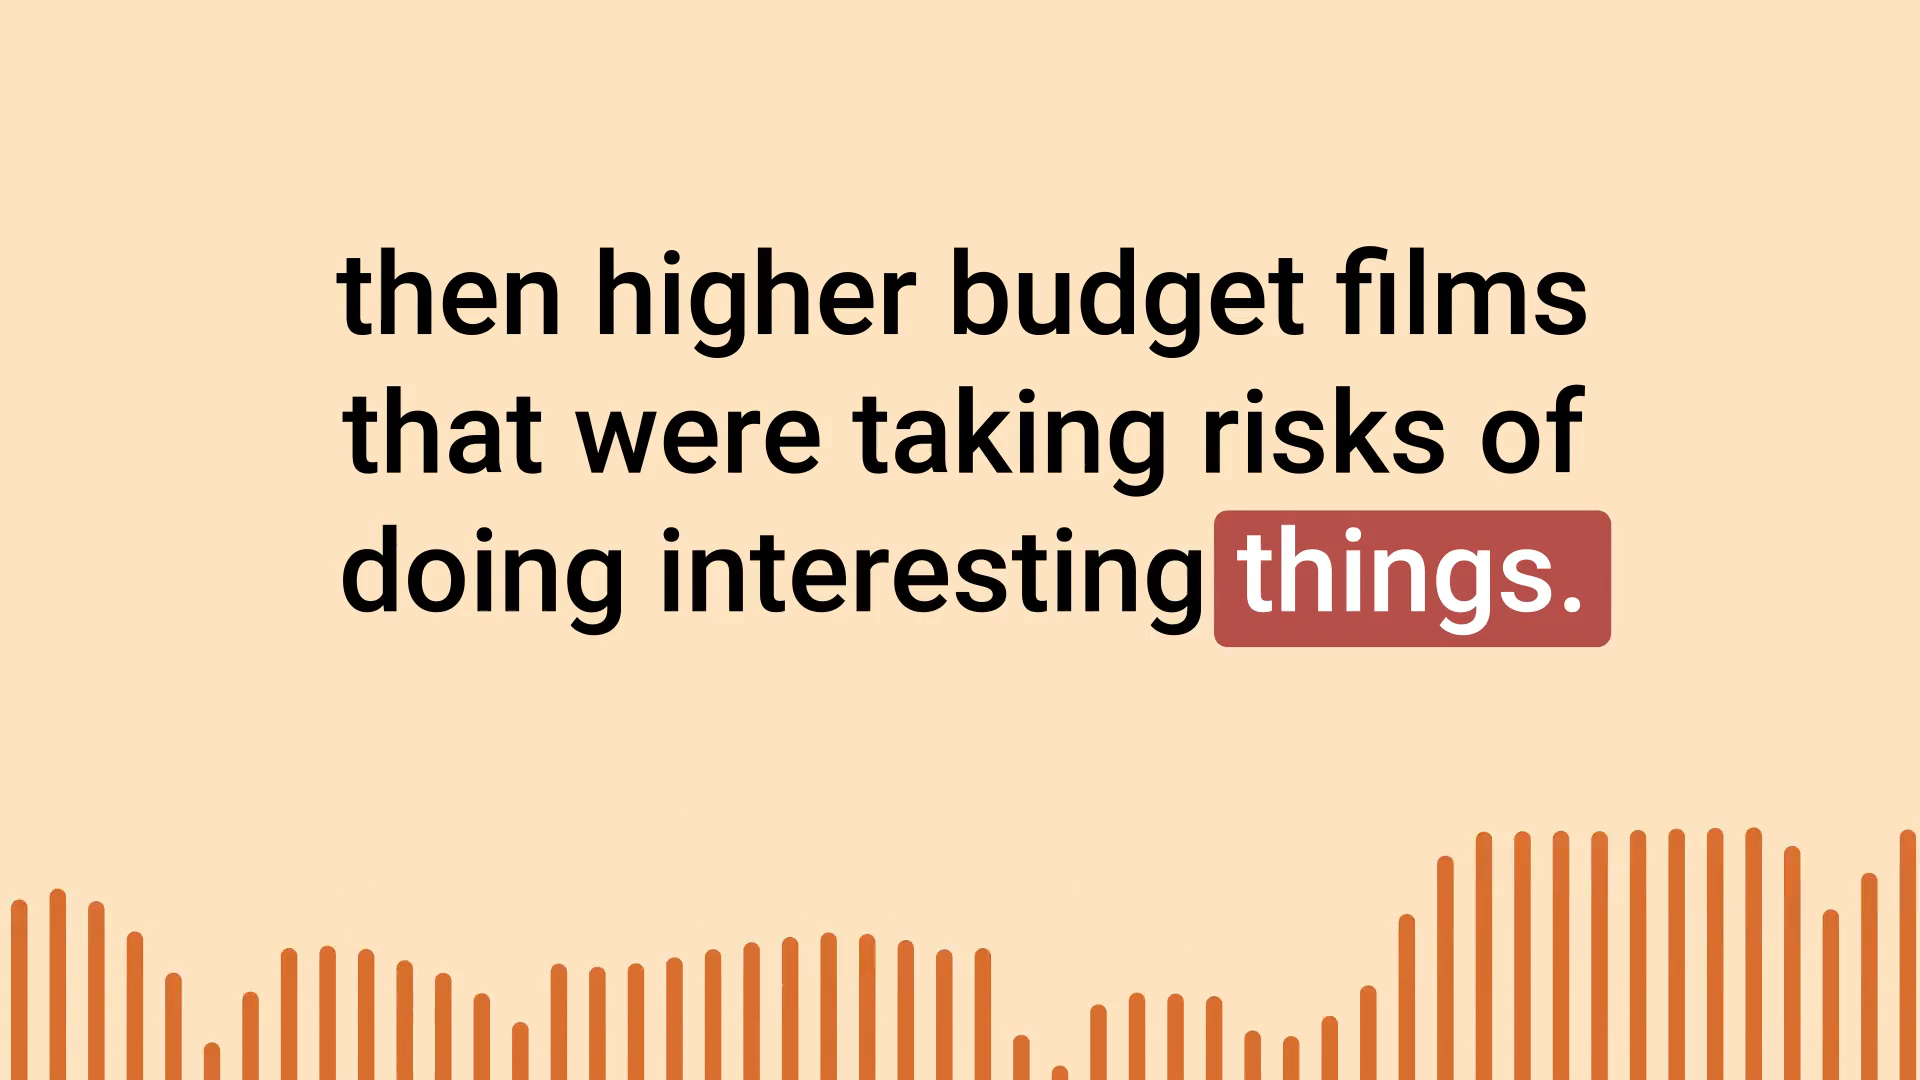 then higher budget films
that were taking risks of
doing interesting things.